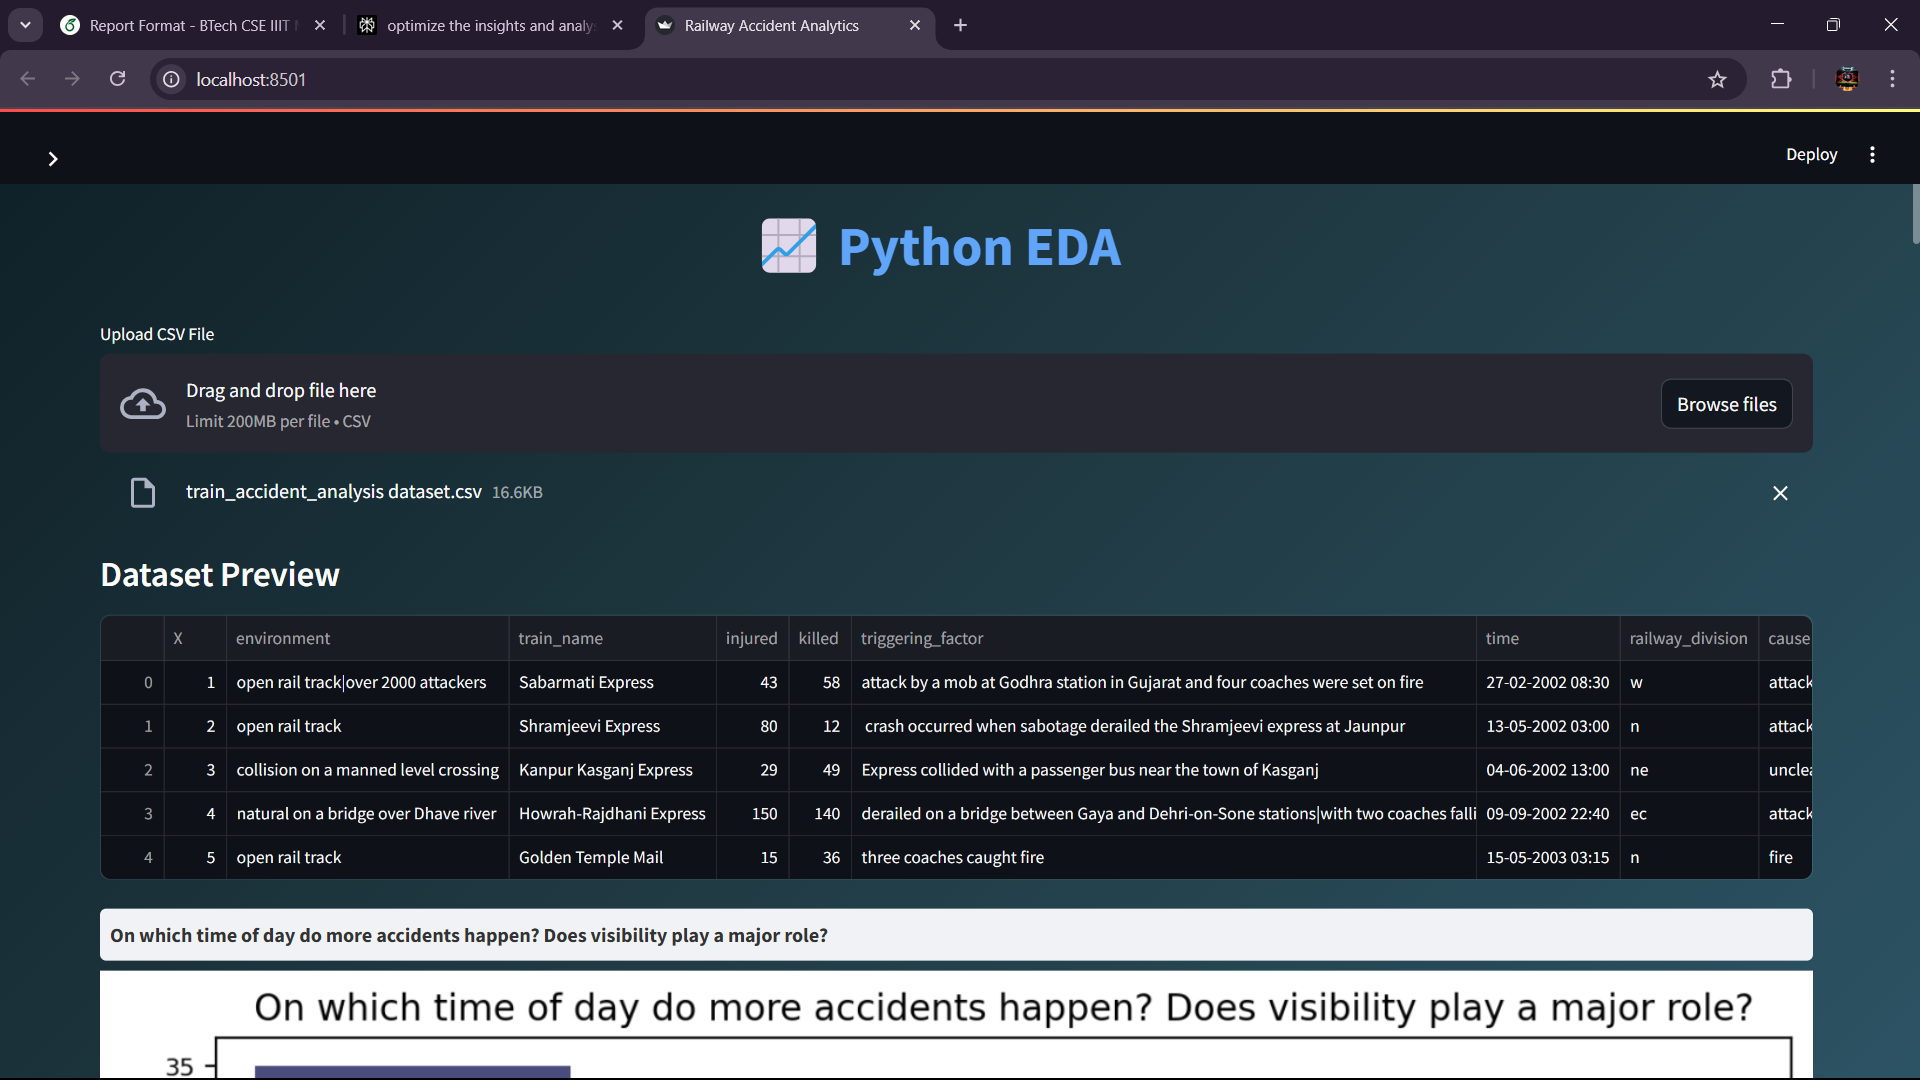 Report Format - BTech CSE IIIT
optimize the insights and analy
Railway Accident Analytics
localhost:8501
Deploy
Python EDA
Upload CSV File
Drag and drop file here
Limit 200MB per file • CSV
Browse files
train_accident_analysis dataset.csv 16.6KB
Dataset Preview
X environment train_name injured killed triggering_factor time railway_division cause
0 1 open rail track|over 2000 attackers Sabarmati Express 43 58 attack by a mob at Godhra station in Gujarat and four coaches were set on fire 27-02-2002 08:30 w attack
1 2 open rail track Shramjeevi Express 80 12 crash occurred when sabotage derailed the Shramjeevi express at Jaunpur 13-05-2002 03:00 n attack
2 3 collision on a manned level crossing Kanpur Kasganj Express 29 49 Express collided with a passenger bus near the town of Kasganj 04-06-2002 13:00 ne unclea
3 4 natural on a bridge over Dhave river Howrah-Rajdhani Express 150 140 derailed on a bridge between Gaya and Dehri-on-Sone stations|with two coaches falli 09-09-2002 22:40 ec attack
4 5 open rail track Golden Temple Mail 15 36 three coaches caught fire 15-05-2003 03:15 n fire
On which time of day do more accidents happen? Does visibility play a major role?
On which time of day do more accidents happen? Does visibility play a major role?
35